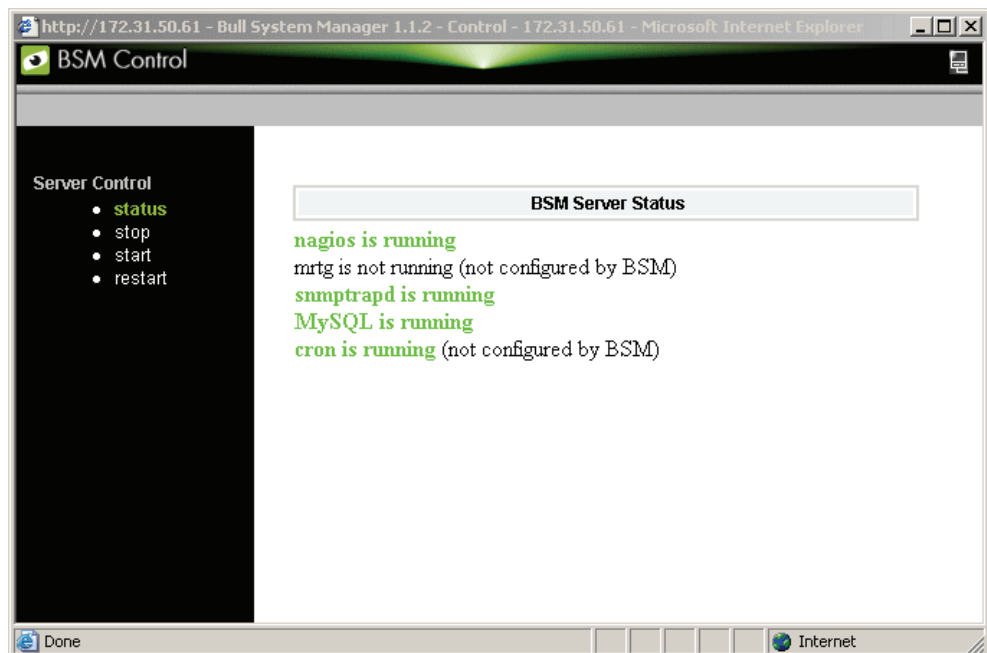 http://172.31.50.61 - Bull System Manager 1.1.2 - Control - 172.31.50.61 - Microsoft Internet Explorer
BSM Control
Server Control
status
stop
start
restart
BSM Server Status
nagios is running
mrtg is not running (not configured by BSM)
snmptrapd is running
MySQL is running
cron is running (not configured by BSM)
Done
Internet